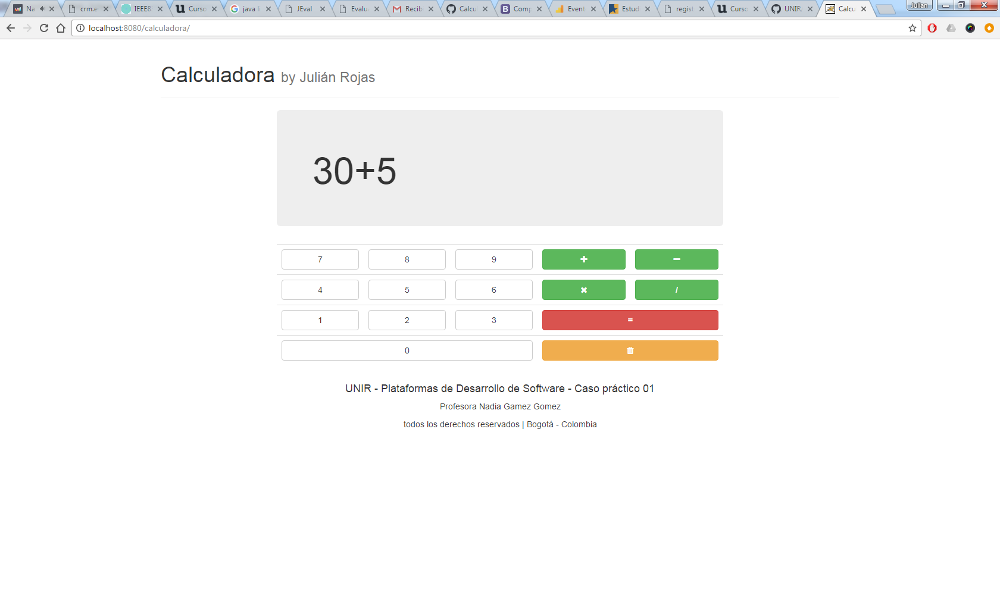 Na
crm.e
IEEE8
Curso
java li
JEval
Evalua
Recib
Calcu
Comp
Event
Estud
regist
Curso
UNIR
Calcu
Julian
localhost:8080/calculadora/
Calculadora by Julián Rojas
30+5
7 8 9
4 5 6 /
1 2 3 =
0
UNIR - Plataformas de Desarrollo de Software - Caso práctico 01
Profesora Nadia Gamez Gomez
todos los derechos reservados | Bogotá - Colombia